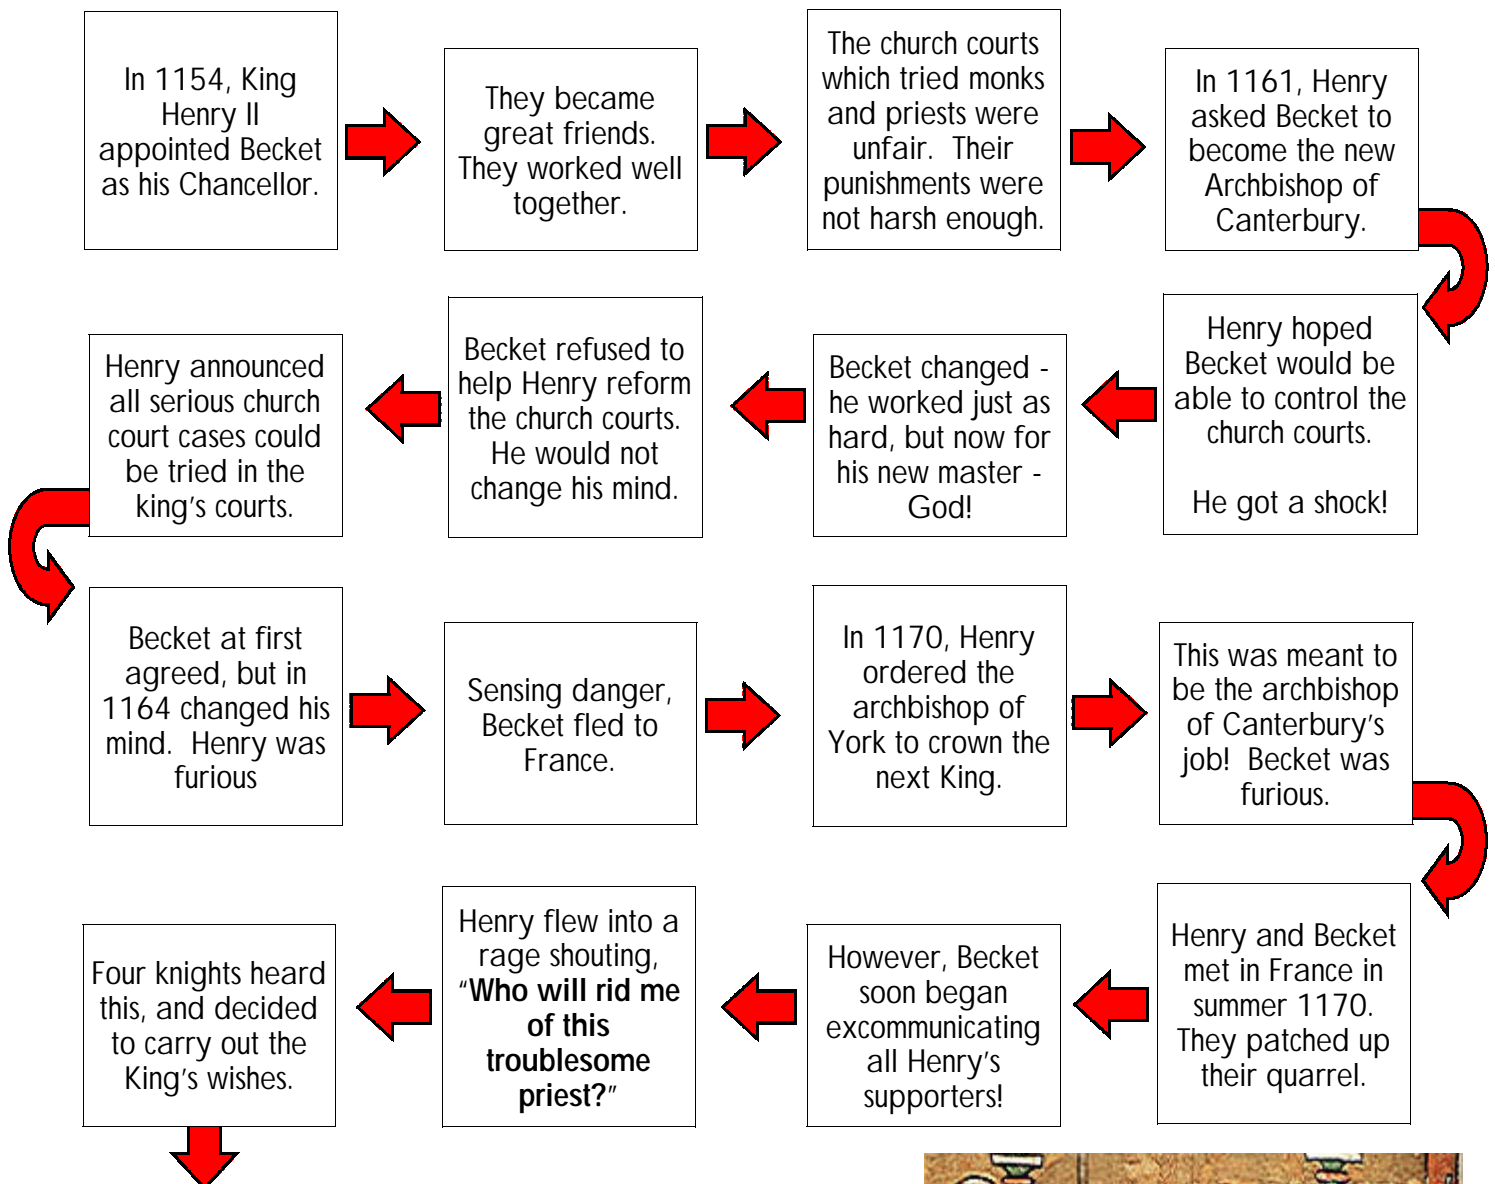 In 1154, King
Henry II
appointed Becket
as his Chancellor.
They became
great friends.
They worked well
together.
The church courts
which tried monks
and priests were
unfair.  Their
punishments were
not harsh enough.
In 1161, Henry
asked Becket to
become the new
Archbishop of
Canterbury.
Henry hoped
Becket would be
able to control the
church courts.
He got a shock!
Becket changed -
he worked just as
hard, but now for
his new master -
God!
Becket refused to
help Henry reform
the church courts.
He would not
change his mind.
Henry announced
all serious church
court cases could
be tried in the
king's courts.
Becket at first
agreed, but in
1164 changed his
mind.  Henry was
furious
Sensing danger,
Becket fled to
France.
In 1170, Henry
ordered the
archbishop of
York to crown the
next King.
This was meant to
be the archbishop
of Canterbury's
job!  Becket was
furious.
Henry and Becket
met in France in
summer 1170.
They patched up
their quarrel.
However, Becket
soon began
excommunicating
all Henry's
supporters!
Henry flew into a
rage shouting,
“Who will rid me
of this
troublesome
priest?”
Four knights heard
this, and decided
to carry out the
King's wishes.